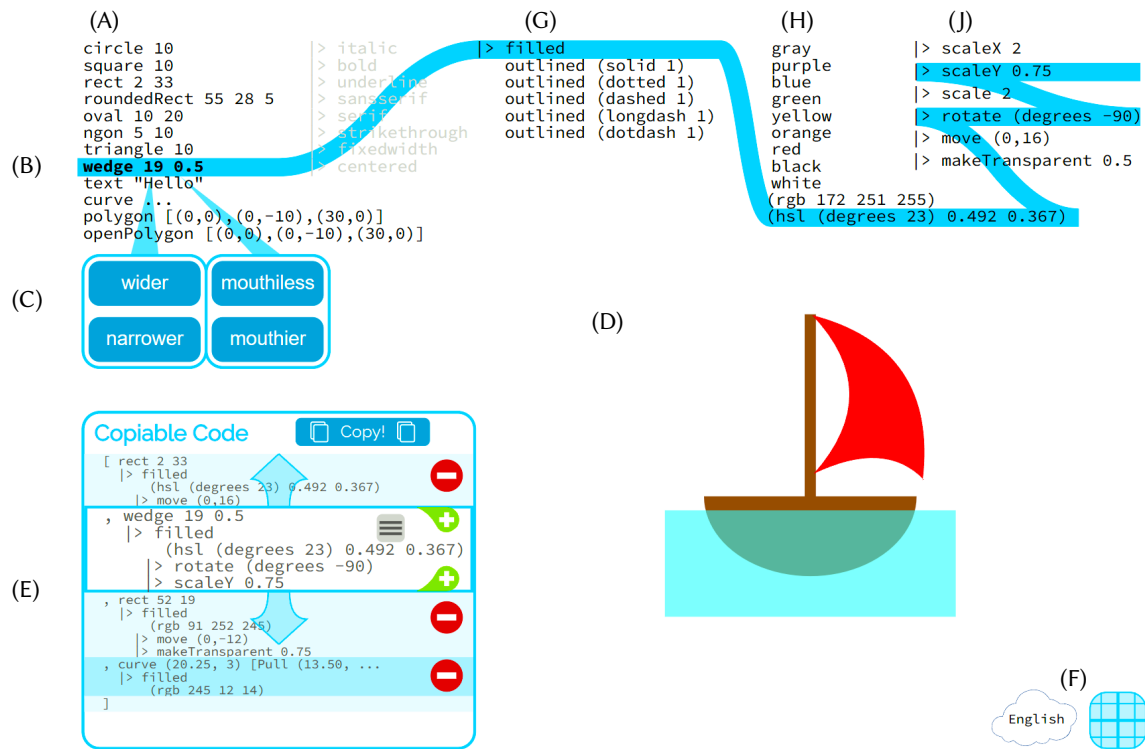 (A)
(G)
(H)
(J)
circle 10
square 10
rect 2 33
roundedRect 55 28 5
oval 10 20
ngon 5 10
triangle 10
(B)
wedge 19 0.5
text "Hello"
curve ...
polygon [(0,0),(0,-10),(30,0)]
openPolygon [(0,0),(0,-10),(30,0)]
|> italic
|> bold
|> underline
|> sansserif
|> serif
|> strikethrough
|> fixedwidth
|> centered
|> filled
outlined (solid 1)
outlined (dotted 1)
outlined (dashed 1)
outlined (longdash 1)
outlined (dotdash 1)
gray
purple
blue
green
yellow
orange
red
black
white
(rgb 172 251 255)
(hsl (degrees 23) 0.492 0.367)
|> scaleX 2
|> scaleY 0.75
|> scale 2
|> rotate (degrees -90)
|> move (0,16)
|> makeTransparent 0.5
(C)
wider
mouthiless
narrower
mouthier
(D)
Copiable Code
Copy!
[ rect 2 33
|> filled
(hsl (degrees 23) 0.492 0.367)
|> move (0,16)
, wedge 19 0.5
|> filled
(hsl (degrees 23) 0.492 0.367)
|> rotate (degrees -90)
|> scaleY 0.75
(E)
, rect 52 19
|> filled
(rgb 91 252 245)
|> move (0,-12)
|> makeTransparent 0.75
, curve (20.25, 3) [Pull (13.50, ...
|> filled
(rgb 245 12 14)
]
(F)
English